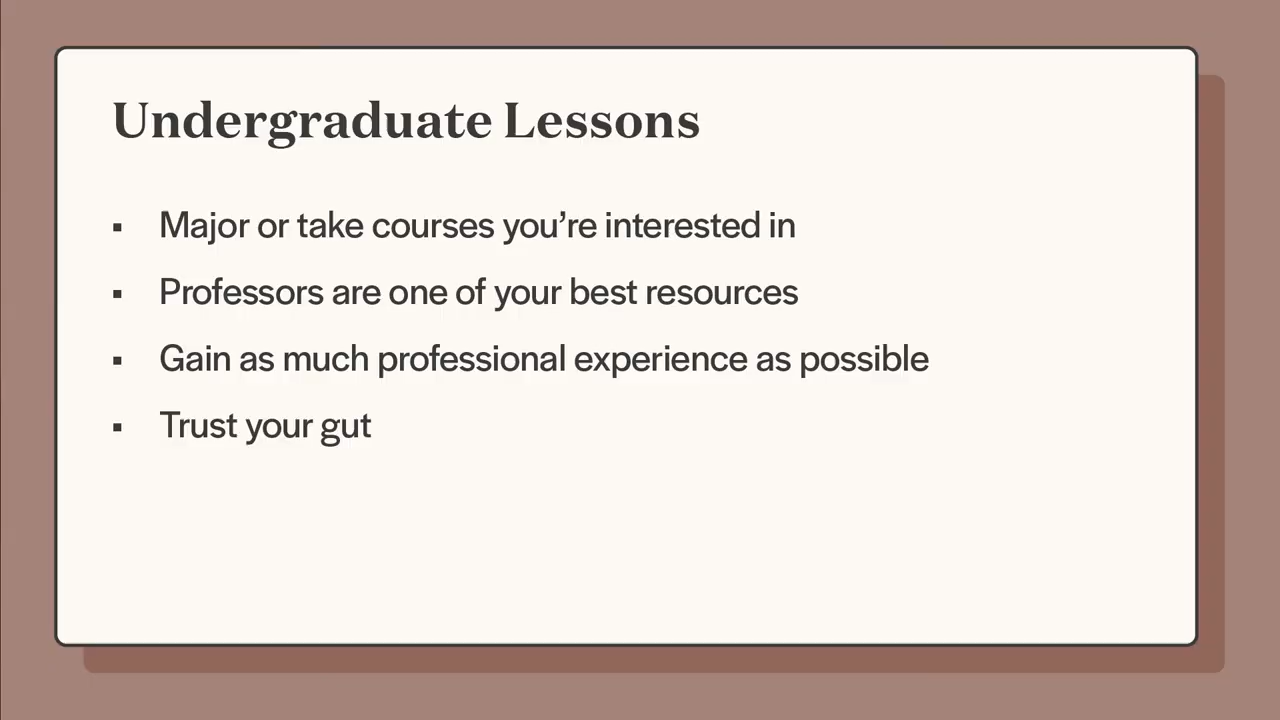 Undergraduate Lessons
▪ Major or take courses you’re interested in
▪ Professors are one of your best resources
▪ Gain as much professional experience as possible
▪ Trust your gut